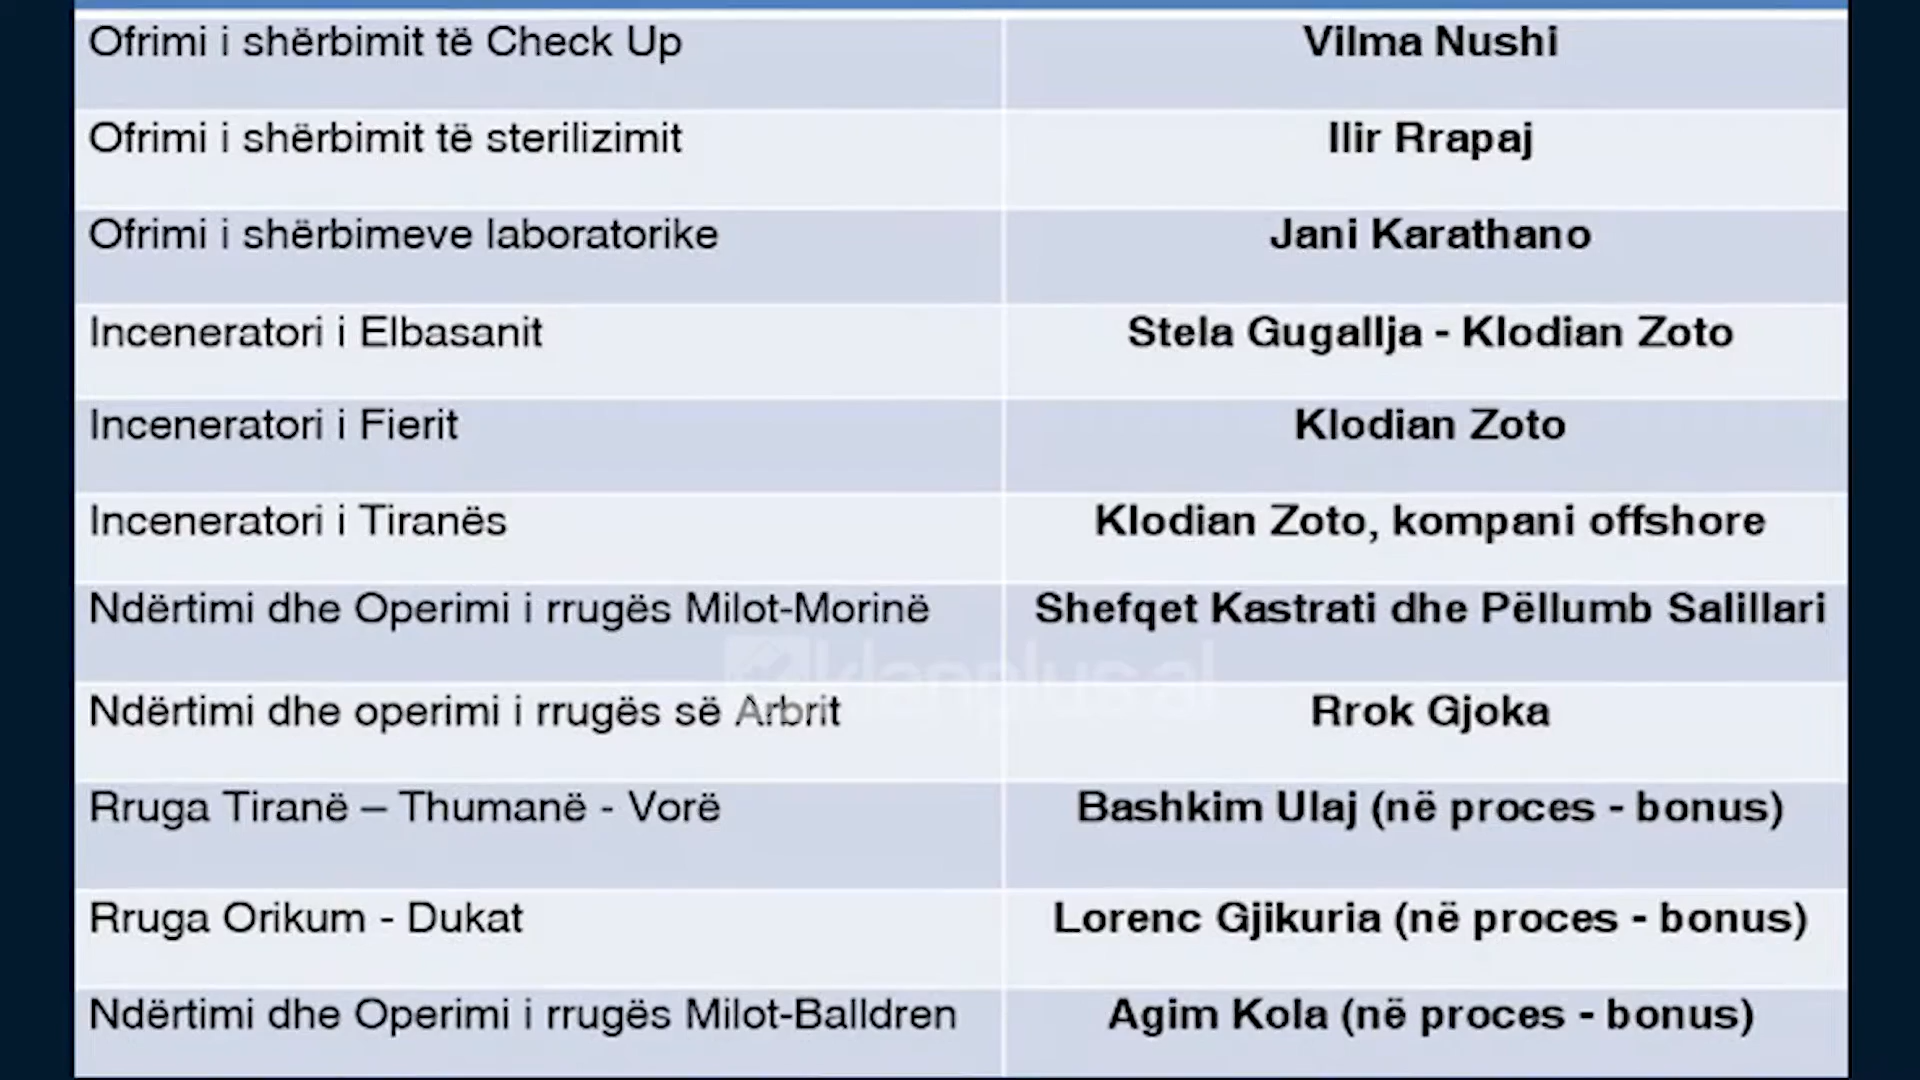 Ofrimi i shërbimit të Check Up Vilma Nushi
Ofrimi i shërbimit të sterilizimit Ilir Rrapaj
Ofrimi i shërbimeve laboratorike Jani Karathano
Inceneratori i Elbasanit Stela Gugallja - Klodian Zoto
Inceneratori i Fierit Klodian Zoto
Inceneratori i Tiranës Klodian Zoto, kompani offshore
Ndërtimi dhe Operimi i rrugës Milot-Morinë Shefqet Kastrati dhe Pëllumb Salillari
klanplus.al
Ndërtimi dhe operimi i rrugës së Arbrit Rrok Gjoka
Rruga Tiranë – Thumanë - Vorë Bashkim Ulaj (në proces - bonus)
Rruga Orikum - Dukat Lorenc Gjikuria (në proces - bonus)
Ndërtimi dhe Operimi i rrugës Milot-Balldren Agim Kola (në proces - bonus)